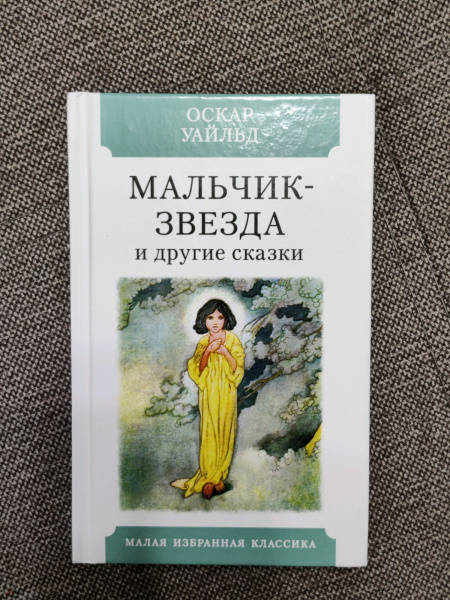 ОСКАР
УАЙЛЬД
МАЛЬЧИК-
ЗВЕЗДА
и другие сказки
МАЛАЯ ИЗБРАННАЯ КЛАССИКА